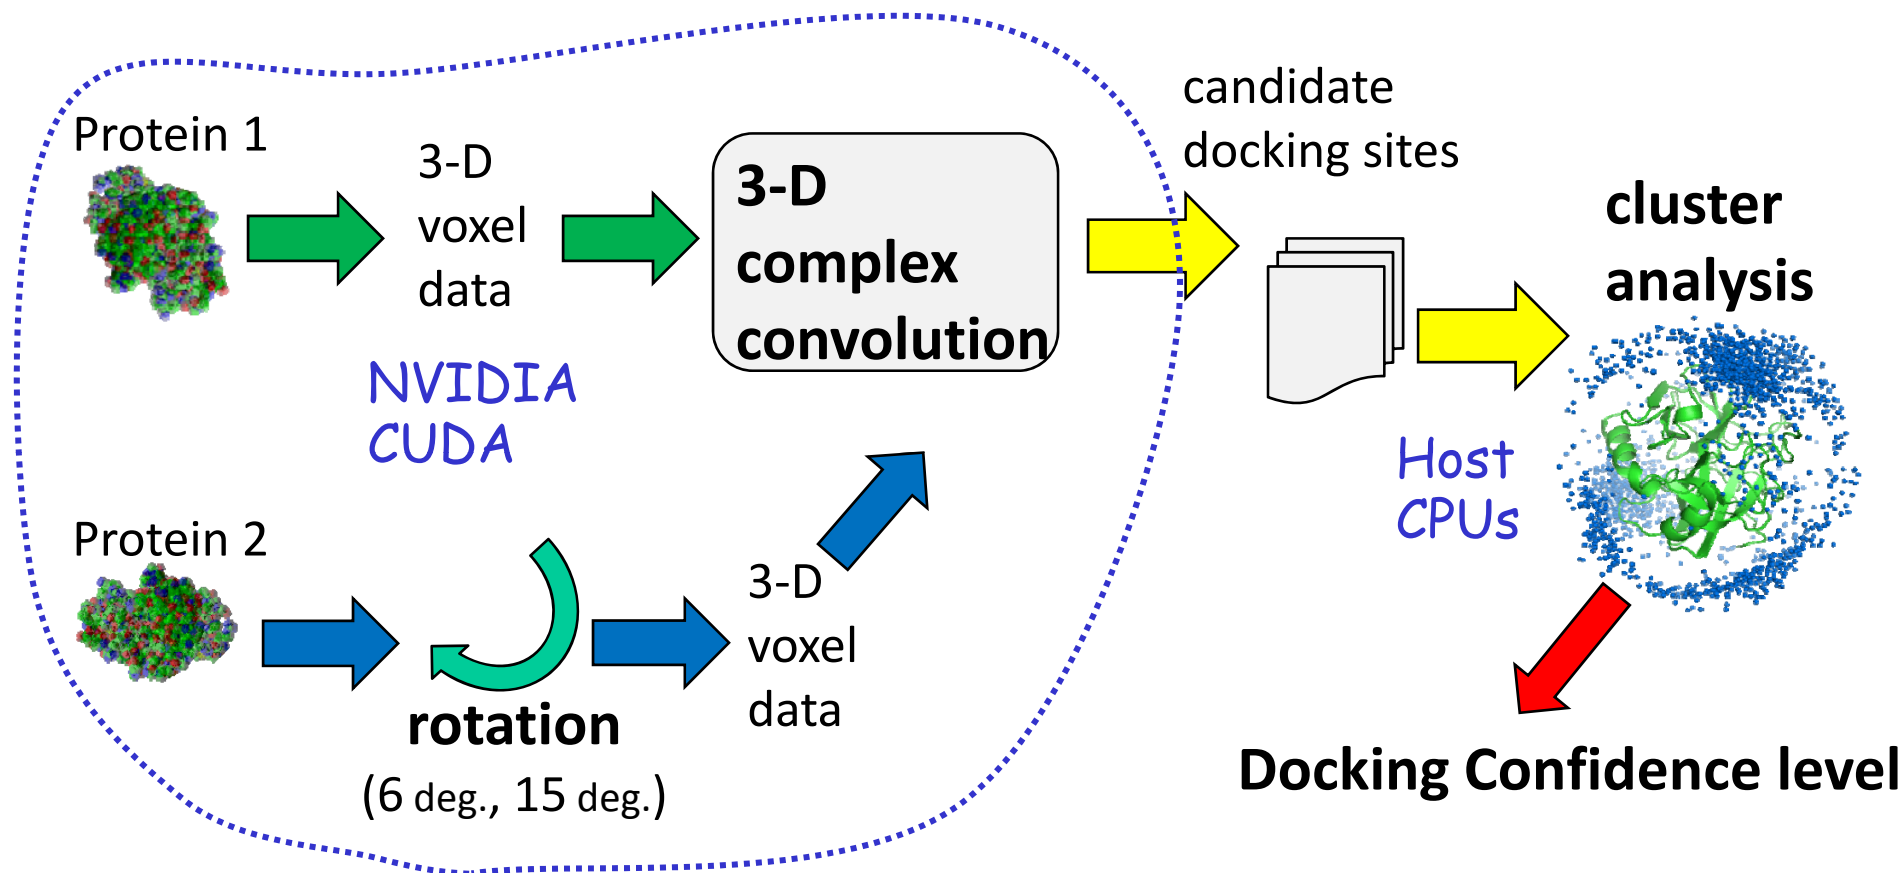 Protein 1
3-D
voxel
data
3-D
complex
convolution
candidate
docking sites
cluster
analysis
NVIDIA
CUDA
Host
CPUs
Protein 2
rotation
(6 deg., 15 deg.)
3-D
voxel
data
Docking Confidence level